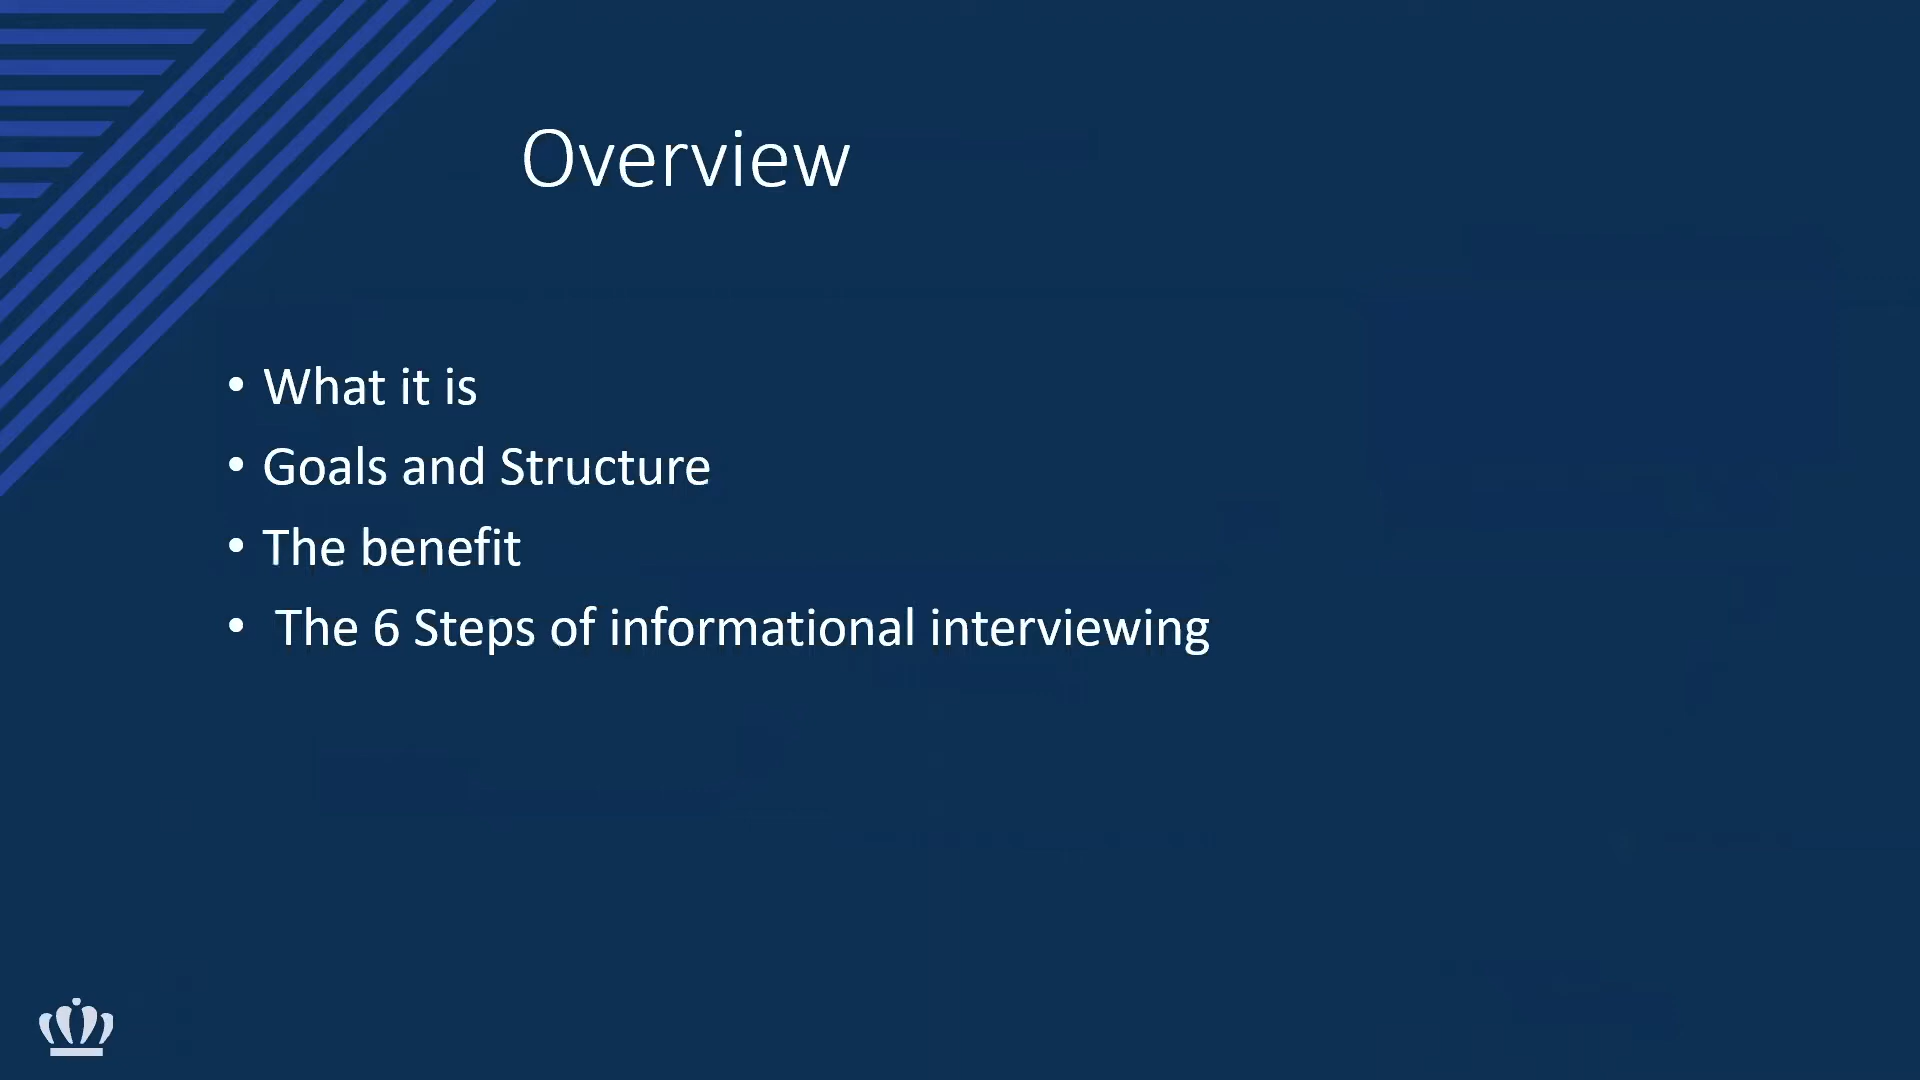 Overview
• What it is
• Goals and Structure
• The benefit
• The 6 Steps of informational interviewing